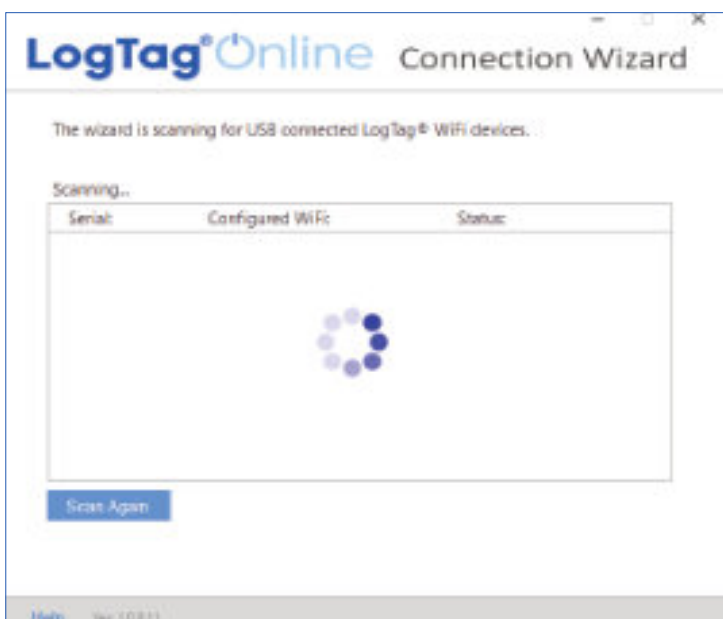 LogTag® Online Connection Wizard
The wizard is scanning for USB connected LogTag® WiFi devices.
Scanning...
Serial: Configured WiFi: Status:
Scan Again
Help